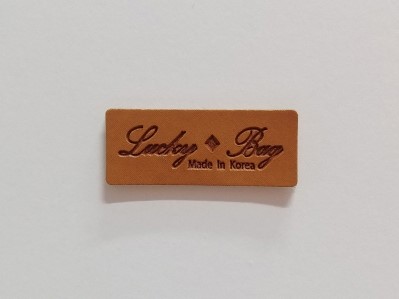 Lucky ◆ Bag
Made In Korea